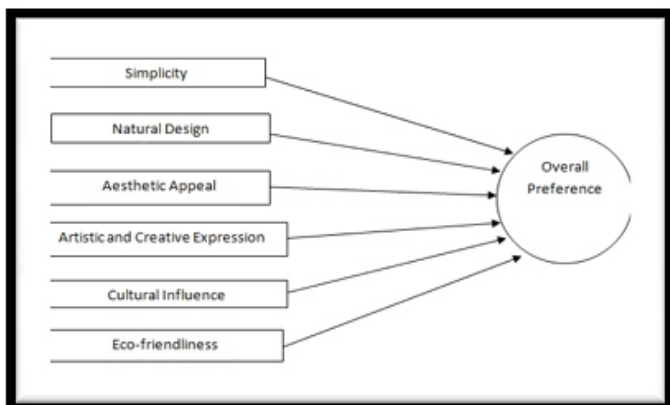 Simplicity
Natural Design
Aesthetic Appeal
Artistic and Creative Expression
Cultural Influence
Eco-friendliness
Overall
Preference